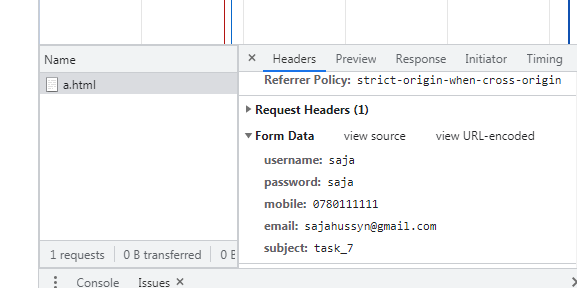 Name
a.html
1 requests
0 B transferred
0 B
Headers
Preview
Response
Initiator
Timing
Referrer Policy: strict-origin-when-cross-origin
Request Headers (1)
Form Data
view source
view URL-encoded
username: saja
password: saja
mobile: 0780111111
email: sajahussyn@gmail.com
subject: task_7
Console
Issues